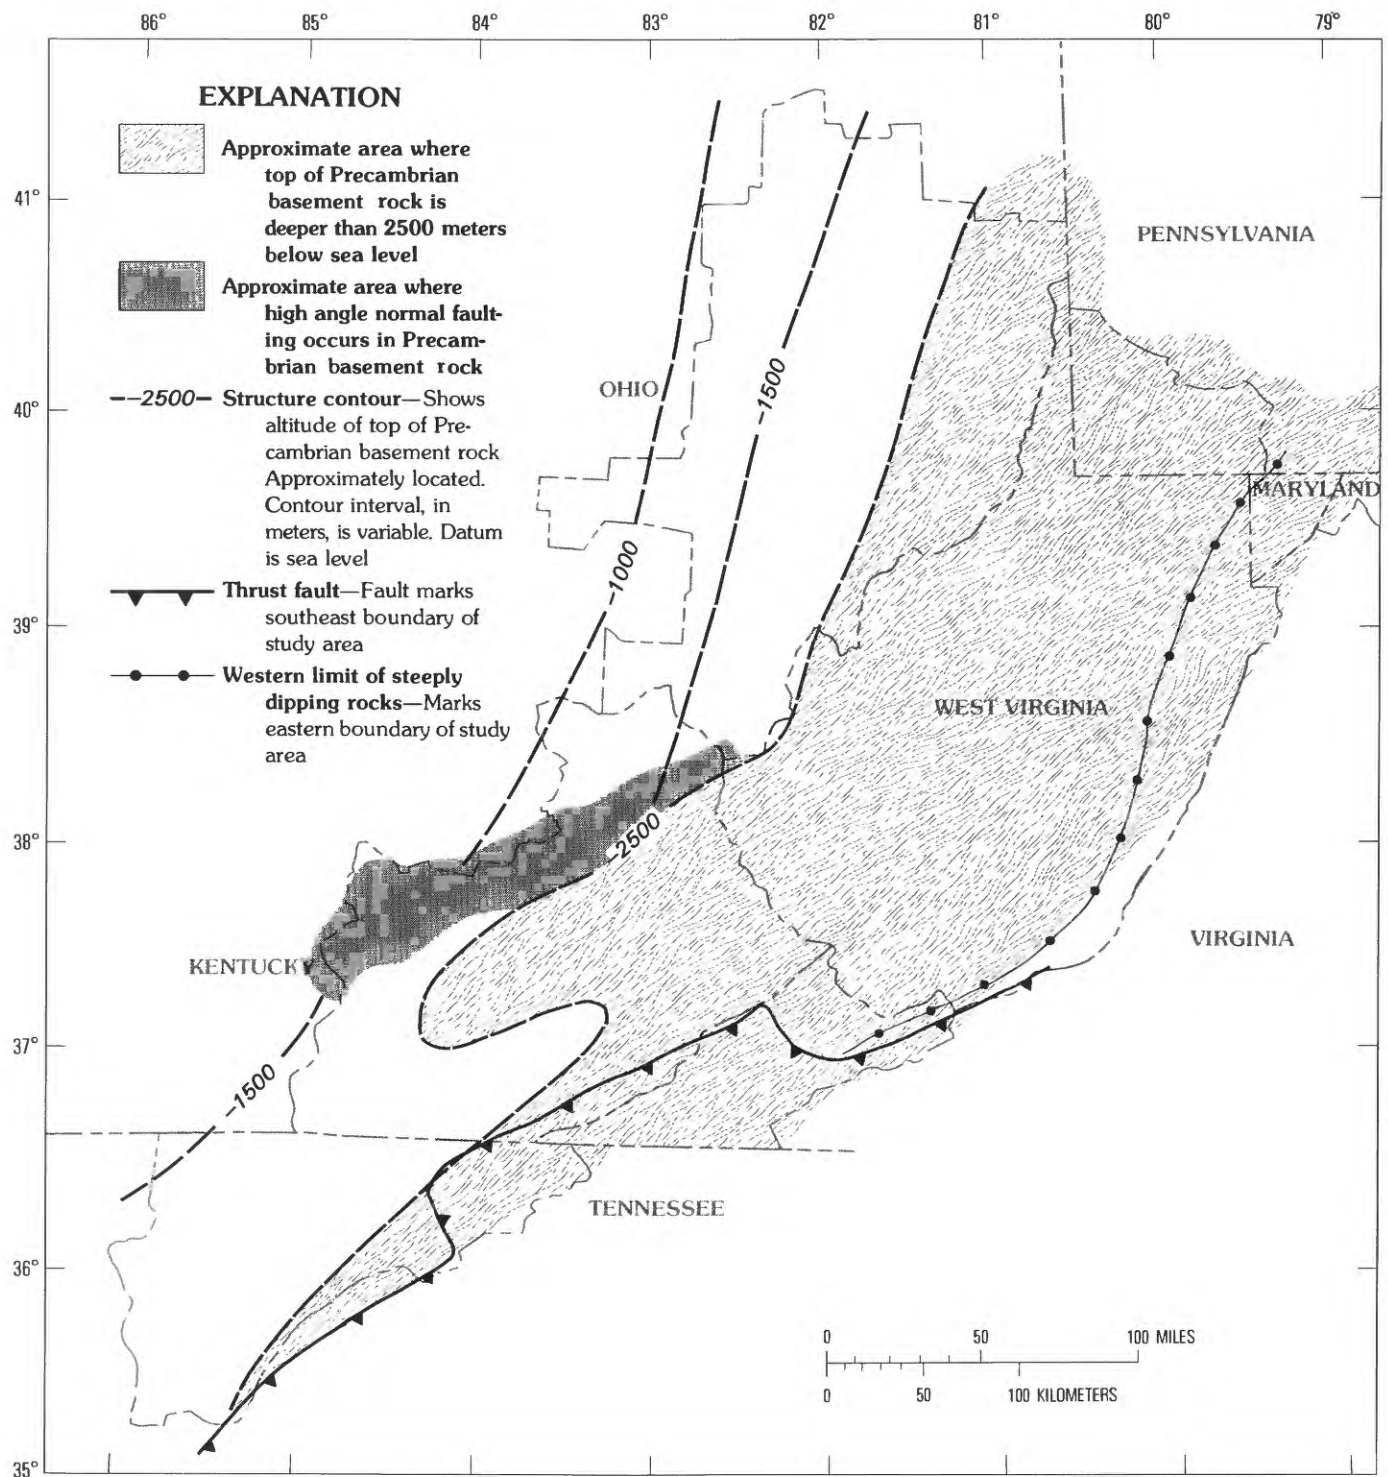 86°
85°
84°
83°
82°
81°
80°
79°
EXPLANATION
Approximate area where
top of Precambrian
basement rock is
deeper than 2500 meters
below sea level
Approximate area where
high angle normal fault-
ing occurs in Precam-
brian basement rock
-2500
Structure contour—Shows
altitude of top of Pre-
cambrian basement rock
Approximately located.
Contour interval, in
meters, is variable. Datum
is sea level
Thrust fault—Fault marks
southeast boundary of
study area
Western limit of steeply
dipping rocks—Marks
eastern boundary of study
area
41°
40°
39°
38°
37°
36°
35°
PENNSYLVANIA
OHIO
-1500
MARYLAND
-1000
WEST VIRGINIA
-2500
VIRGINIA
KENTUCKY
-1500
TENNESSEE
0 50 100 MILES
0 50 100 KILOMETERS